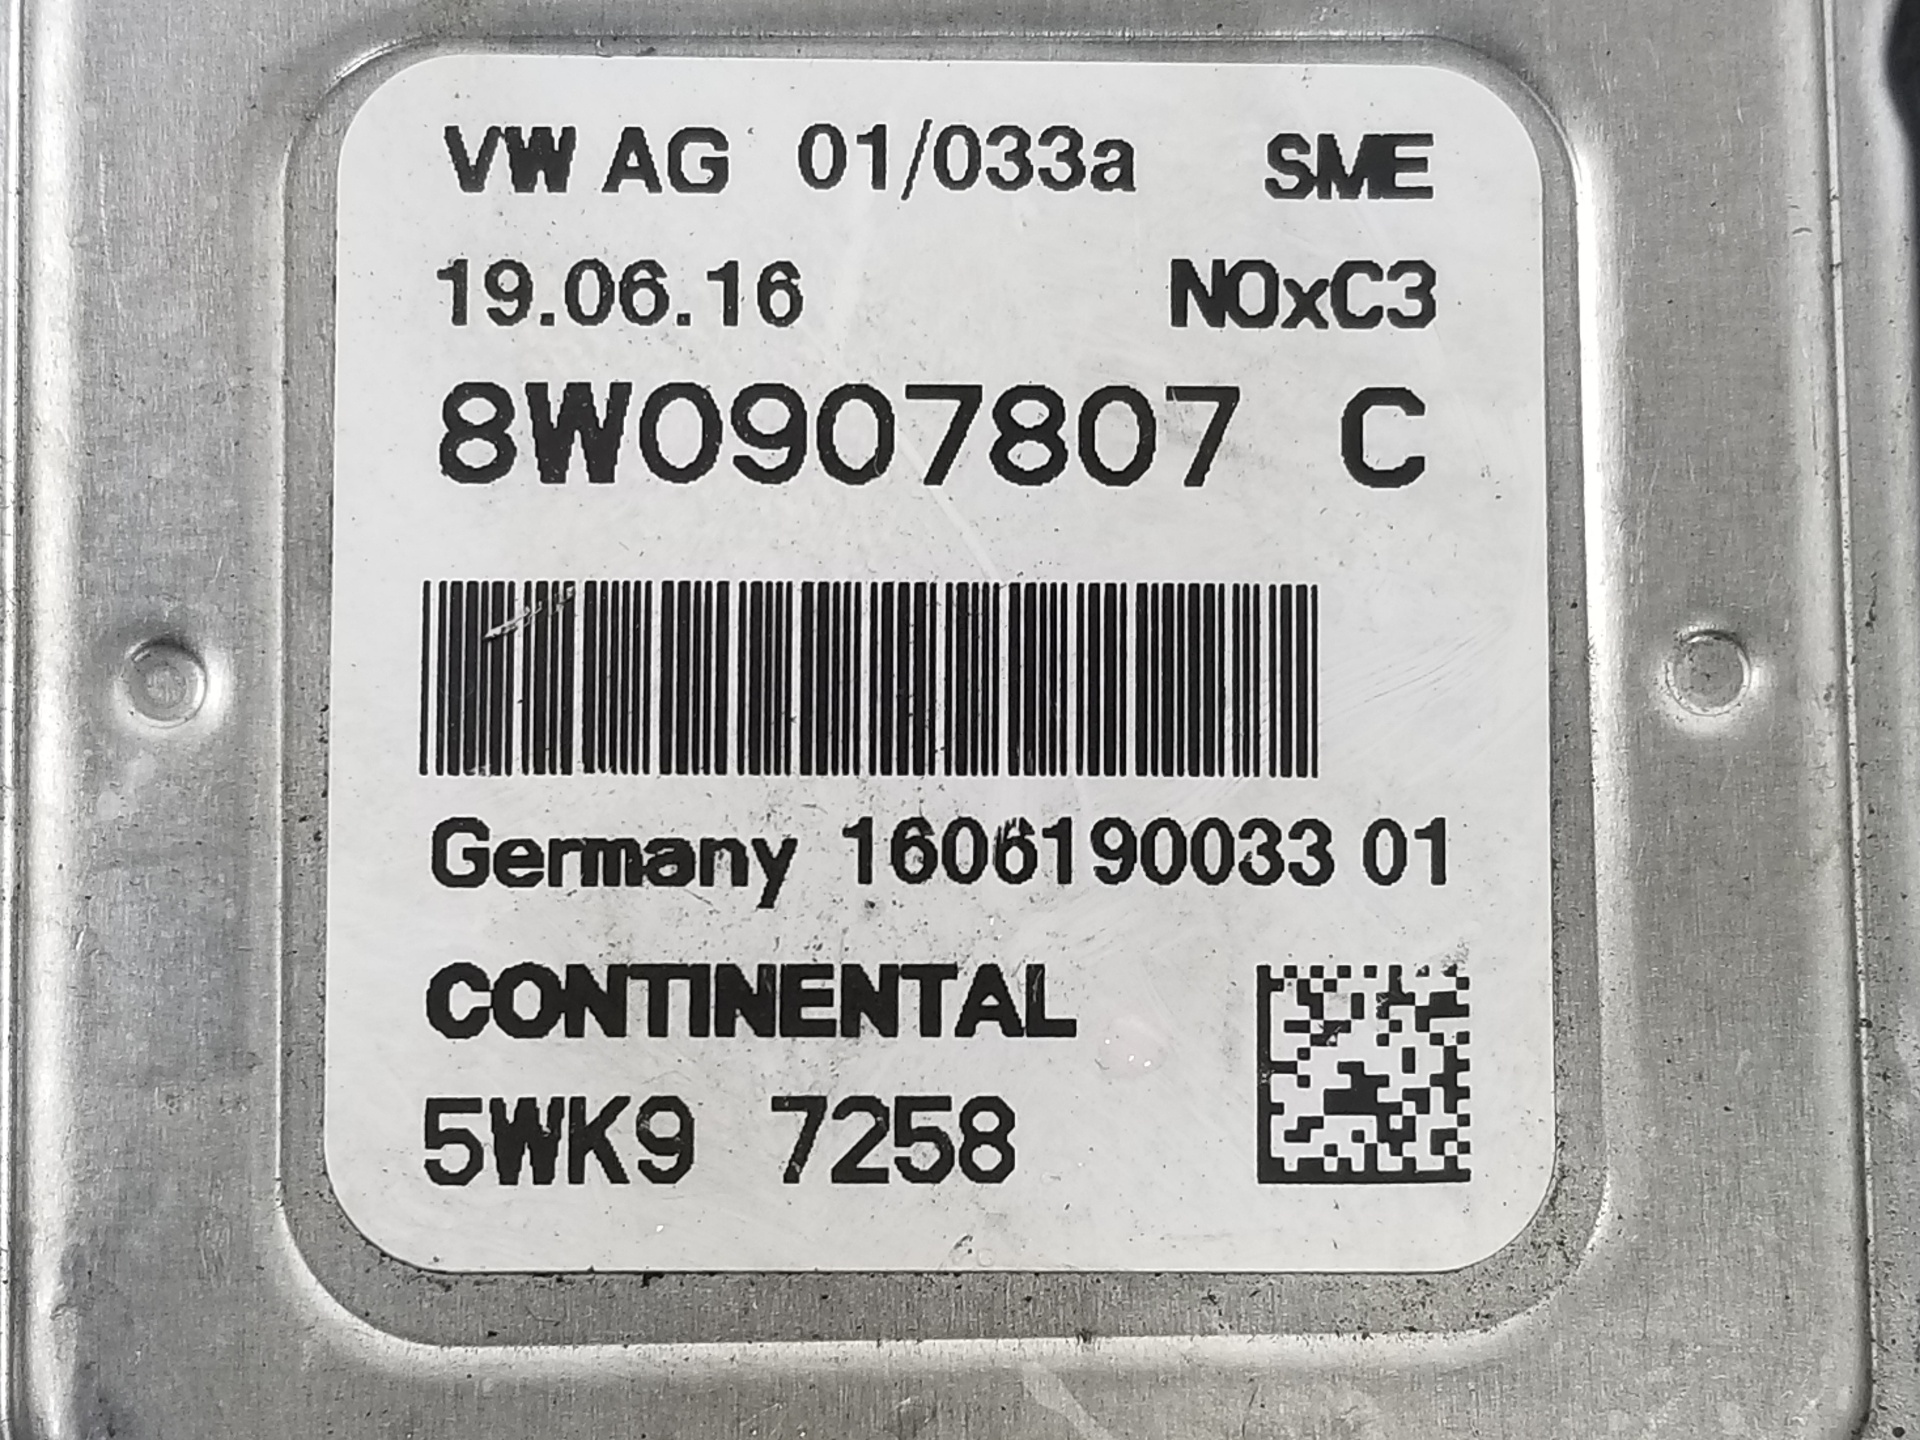 VW AG 01/033a SME
19.06.16 NOxC3
8W0907807 C
Germany 1606190033 01
CONTINENTAL
5WK9 7258